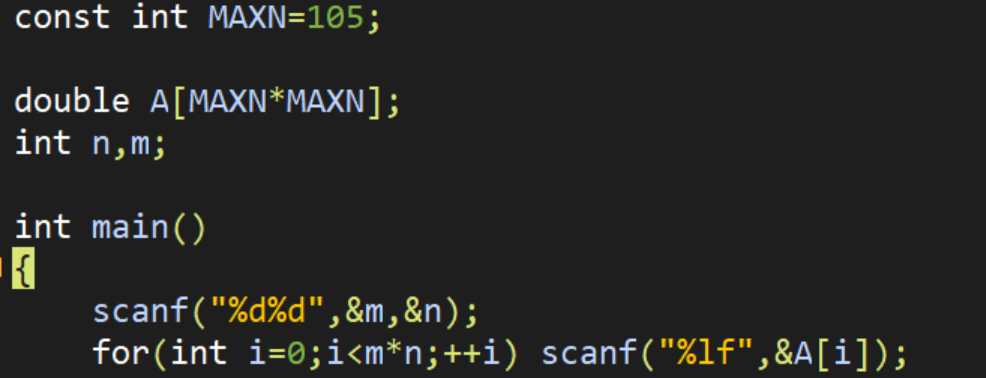 const int MAXN=105;
double A[MAXN*MAXN];
int n,m;
int main()
{
scanf("%d%d",&m,&n);
for(int i=0;i<m*n;++i) scanf("%lf",&A[i]);